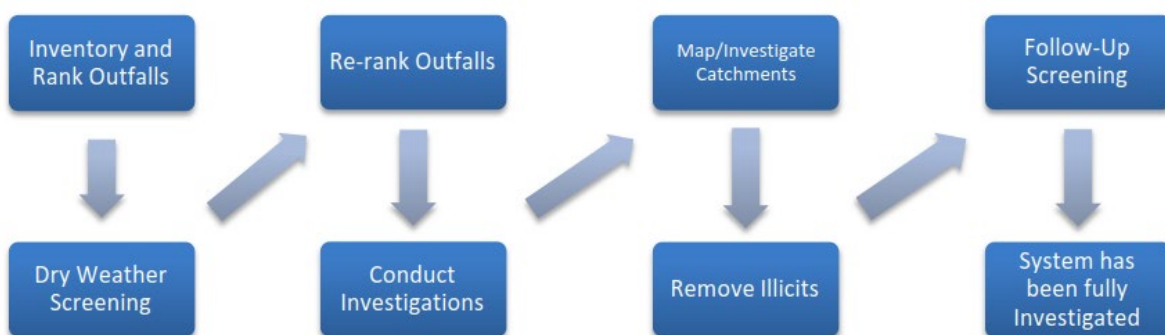 Inventory and
Rank Outfalls
Dry Weather
Screening
Re-rank Outfalls
Conduct
Investigations
Map/Investigate
Catchments
Remove Illicits
Follow-Up
Screening
System has
been fully
Investigated